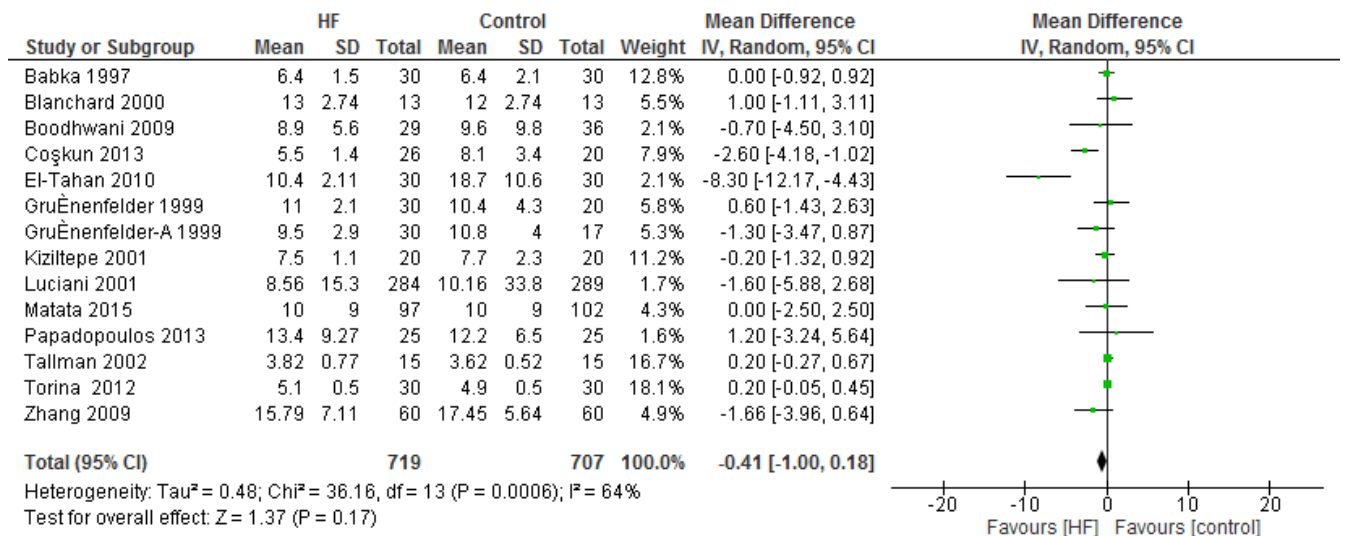 HF Control Mean Difference Mean Difference
Study or Subgroup Mean SD Total Mean SD Total Weight IV, Random, 95% CI IV, Random, 95% CI
Babka 1997 6.4 1.5 30 6.4 2.1 30 12.8% 0.00 [-0.92, 0.92]
Blanchard 2000 13 2.74 13 12 2.74 13 5.5% 1.00 [-1.11, 3.11]
Boodhwani 2009 8.9 5.6 29 9.6 9.8 36 2.1% -0.70 [-4.50, 3.10]
Coşkun 2013 5.5 1.4 26 8.1 3.4 20 7.9% -2.60 [-4.18, -1.02]
El-Tahan 2010 10.4 2.11 30 18.7 10.6 30 2.1% -8.30 [-12.17, -4.43]
GruÈnenfelder 1999 11 2.1 30 10.4 4.3 20 5.8% 0.60 [-1.43, 2.63]
GruÈnenfelder-A 1999 9.5 2.9 30 10.8 4 17 5.3% -1.30 [-3.47, 0.87]
Kiziltepe 2001 7.5 1.1 20 7.7 2.3 20 11.2% -0.20 [-1.32, 0.92]
Luciani 2001 8.56 15.3 284 10.16 33.8 289 1.7% -1.60 [-5.88, 2.68]
Matata 2015 10 9 97 10 9 102 4.3% 0.00 [-2.50, 2.50]
Papadopoulos 2013 13.4 9.27 25 12.2 6.5 25 1.6% 1.20 [-3.24, 5.64]
Tallman 2002 3.82 0.77 15 3.62 0.52 15 16.7% 0.20 [-0.27, 0.67]
Torina 2012 5.1 0.5 30 4.9 0.5 30 18.1% 0.20 [-0.05, 0.45]
Zhang 2009 15.79 7.11 60 17.45 5.64 60 4.9% -1.66 [-3.96, 0.64]
Total (95% CI) 719 707 100.0% -0.41 [-1.00, 0.18]
Heterogeneity: Tau² = 0.48; Chi² = 36.16, df = 13 (P = 0.0006); I² = 64%
Test for overall effect: Z = 1.37 (P = 0.17)
-20 -10 0 10 20
Favours [HF] Favours [control]